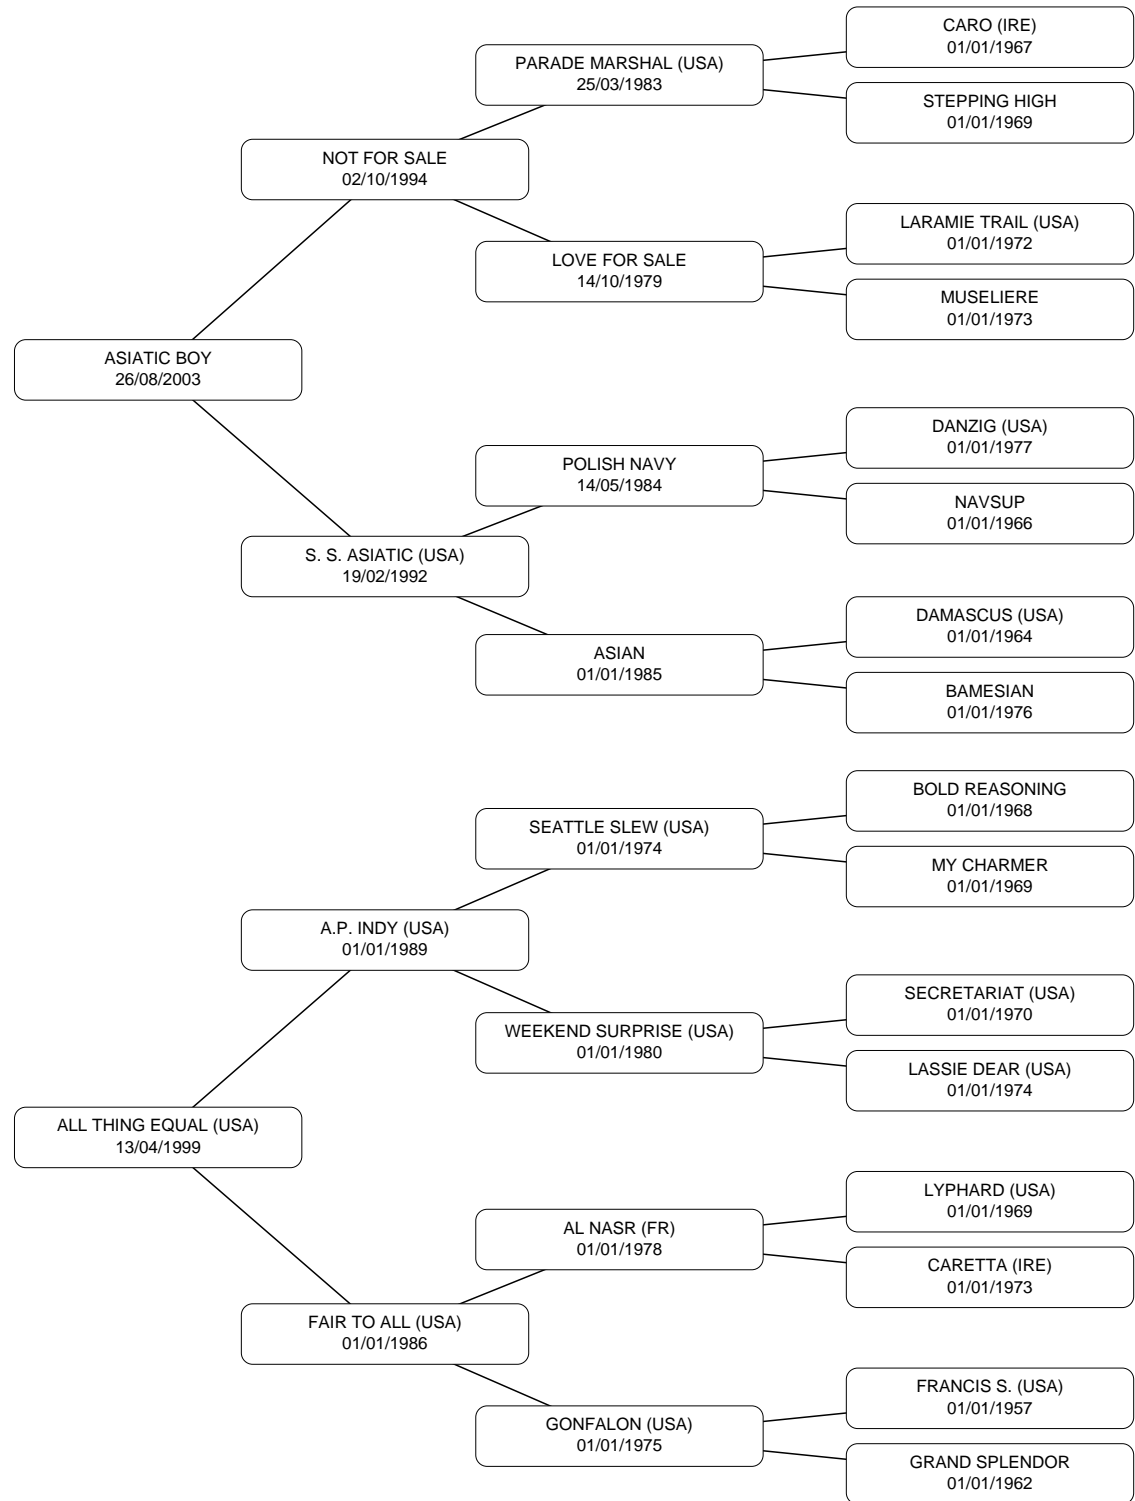 CARO (IRE)
01/01/1967
PARADE MARSHAL (USA)
25/03/1983
STEPPING HIGH
01/01/1969
NOT FOR SALE
02/10/1994
LARAMIE TRAIL (USA)
01/01/1972
LOVE FOR SALE
14/10/1979
MUSELIERE
01/01/1973
ASIATIC BOY
26/08/2003
DANZIG (USA)
01/01/1977
POLISH NAVY
14/05/1984
NAVSUP
01/01/1966
S. S. ASIATIC (USA)
19/02/1992
DAMASCUS (USA)
01/01/1964
ASIAN
01/01/1985
BAMESIAN
01/01/1976
BOLD REASONING
01/01/1968
SEATTLE SLEW (USA)
01/01/1974
MY CHARMER
01/01/1969
A.P. INDY (USA)
01/01/1989
SECRETARIAT (USA)
01/01/1970
WEEKEND SURPRISE (USA)
01/01/1980
LASSIE DEAR (USA)
01/01/1974
ALL THING EQUAL (USA)
13/04/1999
LYPHARD (USA)
01/01/1969
AL NASR (FR)
01/01/1978
CARETTA (IRE)
01/01/1973
FAIR TO ALL (USA)
01/01/1986
FRANCIS S. (USA)
01/01/1957
GONFALON (USA)
01/01/1975
GRAND SPLENDOR
01/01/1962